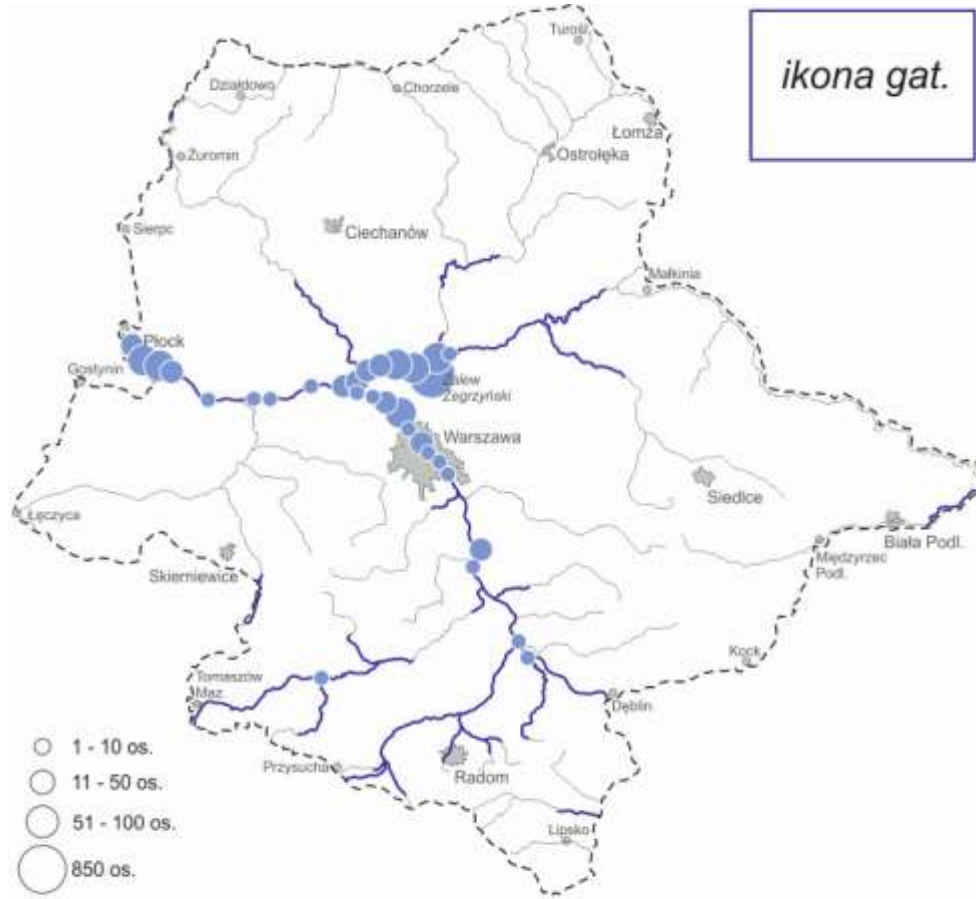 Turośl
ikona gat.
Działdowo
Chorzele
Łomża
Żuromin
Ostrołęka
Sierpc
Ciechanów
Małkinia
Płock
Gostynin
Zalew
Zegrzyński
Warszawa
Siedlce
Łęczyca
Biała Podl.
Skierniewice
Międzyrzec
Podl.
Kock
Tomaszów
Maz.
Dęblin
1 - 10 os.
Przysucha
Radom
11 - 50 os.
51 - 100 os.
Lipsko
850 os.